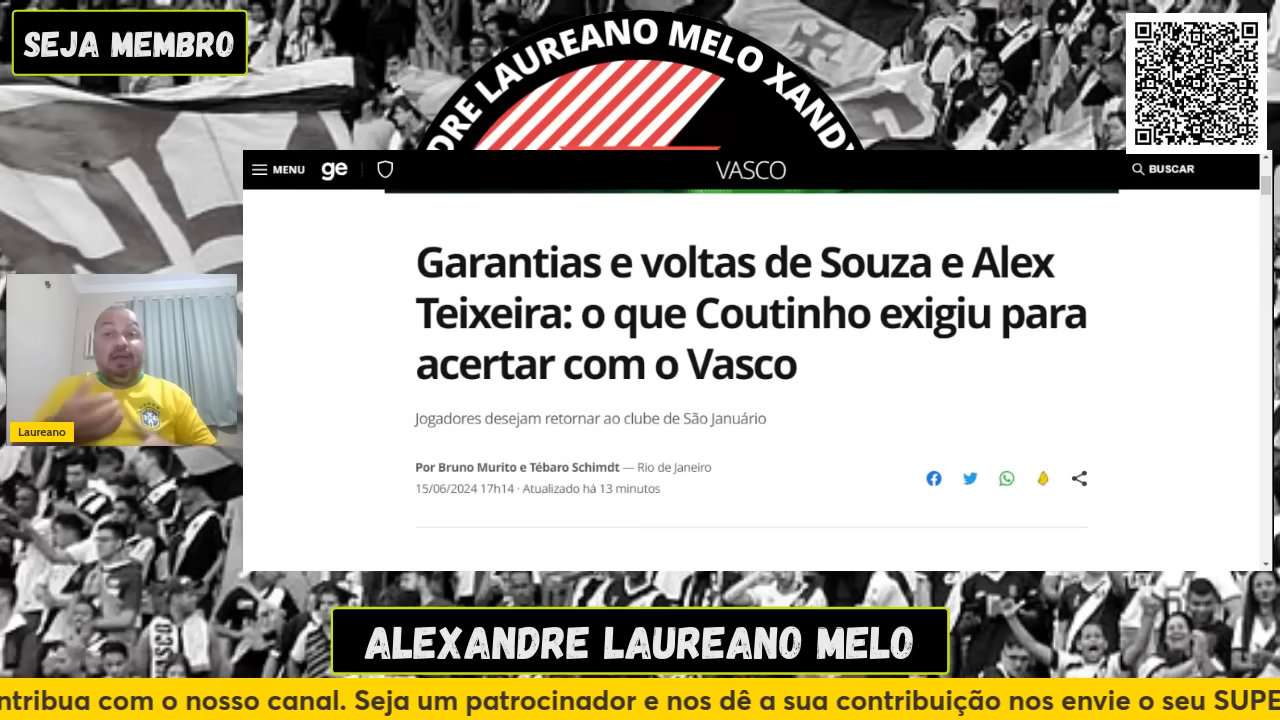 SEJA MEMBRO
DRE LAUREANO MELO XAND
MENU
ge
VASCO
BUSCAR
Garantias e voltas de Souza e Alex
Teixeira: o que Coutinho exigiu para
acertar com o Vasco
Jogadores desejam retornar ao clube de São Januário
Por Bruno Murito e Tébaro Schimdt — Rio de Janeiro
15/06/2024 17h14 · Atualizado há 13 minutos
Laureano
VASCO
ALEXANDRE LAUREANO MELO
ntribua com o nosso canal. Seja um patrocinador e nos dê a sua contribuição nos envie o seu SUPE